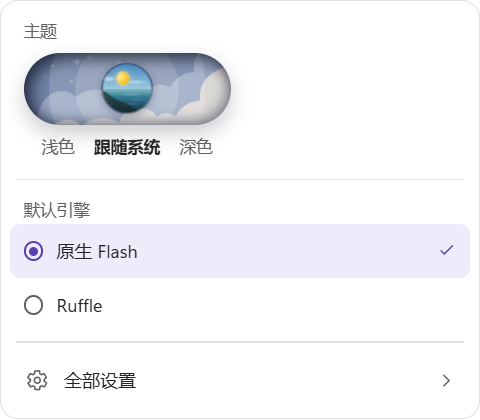 主题
浅色 跟随系统 深色
默认引擎
原生 Flash
Ruffle
全部设置